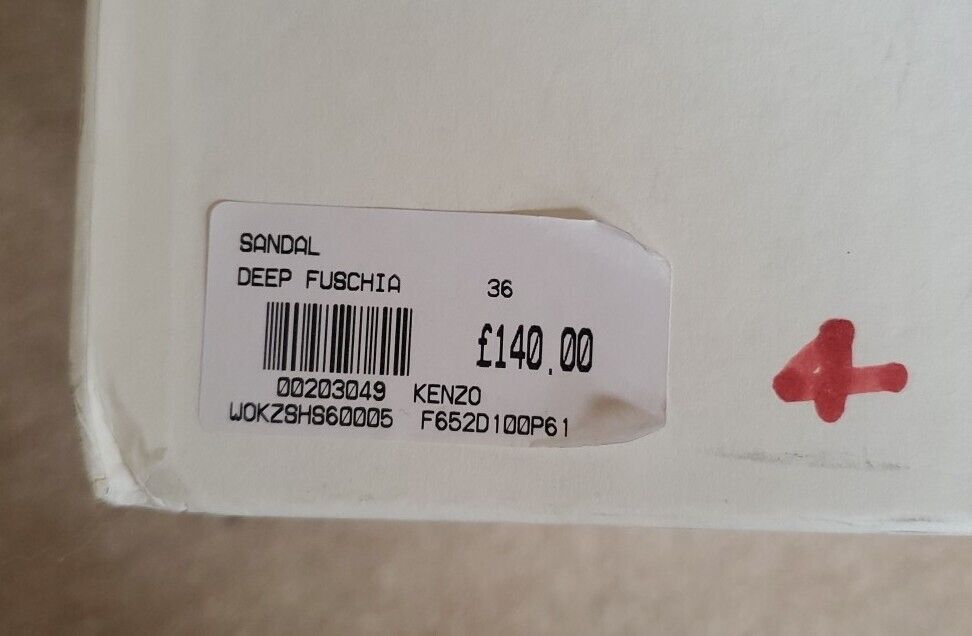 SANDAL
DEEP FUSCHIA 36
£140.00
00203049 KENZO
WOKZSHS60005 F652D100P61
4